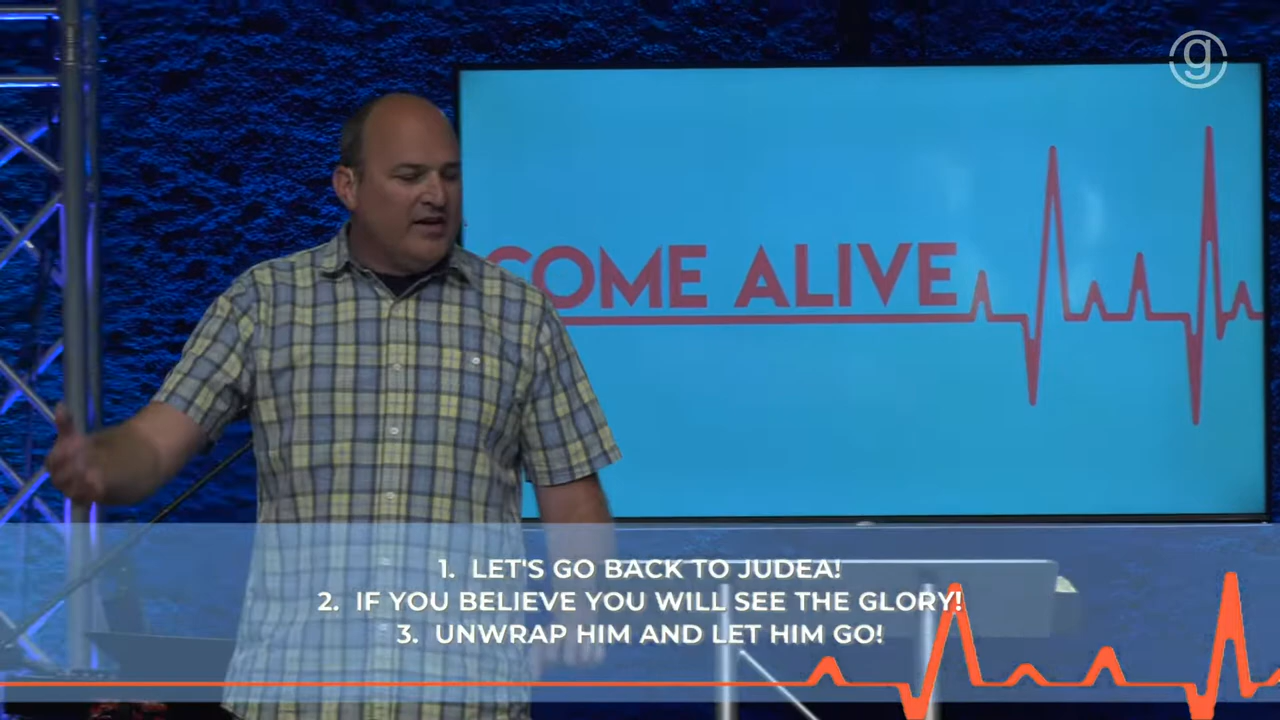 g
COME ALIVE
1. LET'S GO BACK TO JUDEA!
2. IF YOU BELIEVE YOU WILL SEE THE GLORY!
3. UNWRAP HIM AND LET HIM GO!